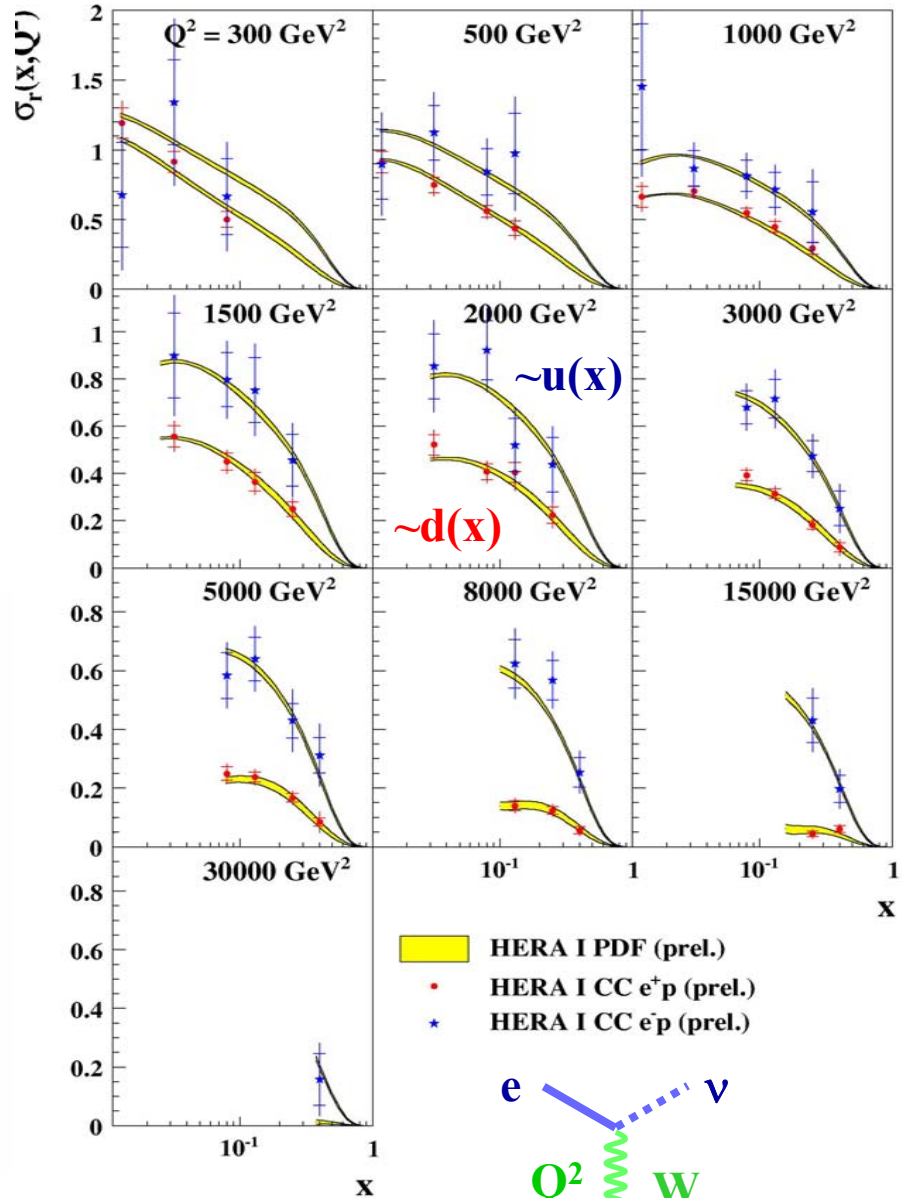 σr(x,Q²)
2
1.5
1
0.5
0
Q² = 300 GeV²
500 GeV²
1000 GeV²
1
0.8
0.6
0.4
0.2
0
1500 GeV²
2000 GeV²
3000 GeV²
~u(x)
~d(x)
0.8
0.6
0.4
0.2
0
5000 GeV²
8000 GeV²
15000 GeV²
10⁻¹ 1
10⁻¹ 1
x
0.8
0.6
0.4
0.2
0
30000 GeV²
10⁻¹ 1
x
HERA I PDF (prel.)
HERA I CC e⁺p (prel.)
HERA I CC e⁻p (prel.)
e ν
Q² W